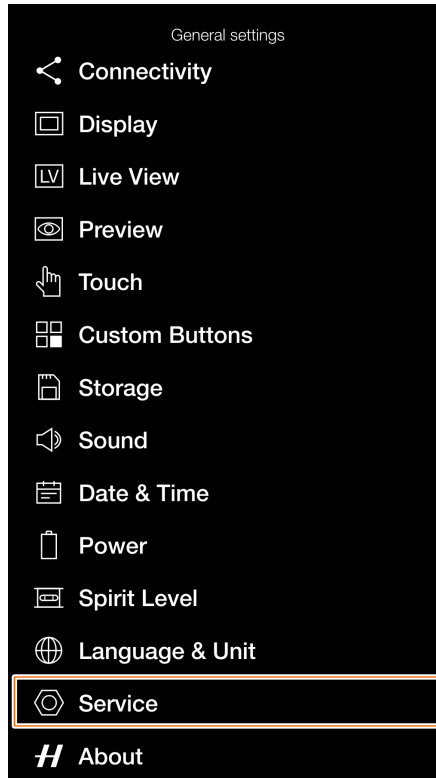 General settings
Connectivity
Display
LV Live View
Preview
Touch
Custom Buttons
Storage
Sound
Date & Time
Power
Spirit Level
Language & Unit
Service
H About